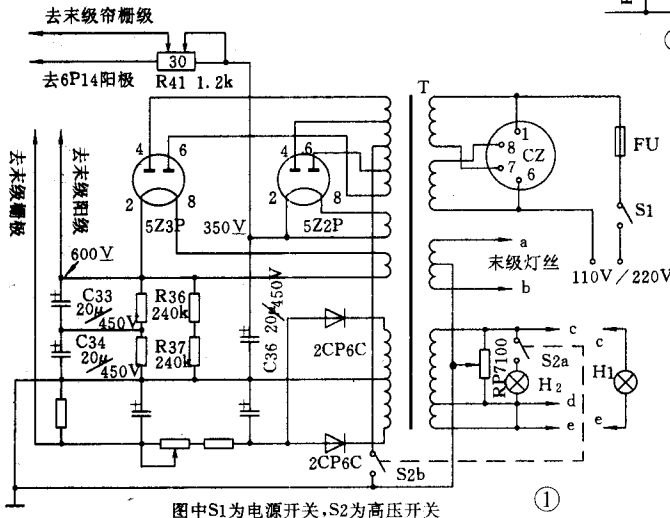 去末级帘栅级
30
去6P14阳极 R41 1.2k
T
去末级栅极
去末级阳级
4 6
4 6
2 8
5Z3P
2 8
5Z2P
350V
600V
1
8
7
6
CZ
FU
S1
110V/220V
a
末级灯丝
b
C33
20μ
450V
R36
240k
C34
20μ
450V
R37
240k
C36 20μ
450V
2CP6C
2CP6C
RP7100
S2a
H2
c
c
H1
d
e
e
S2b
图中S1为电源开关,S2为高压开关
①